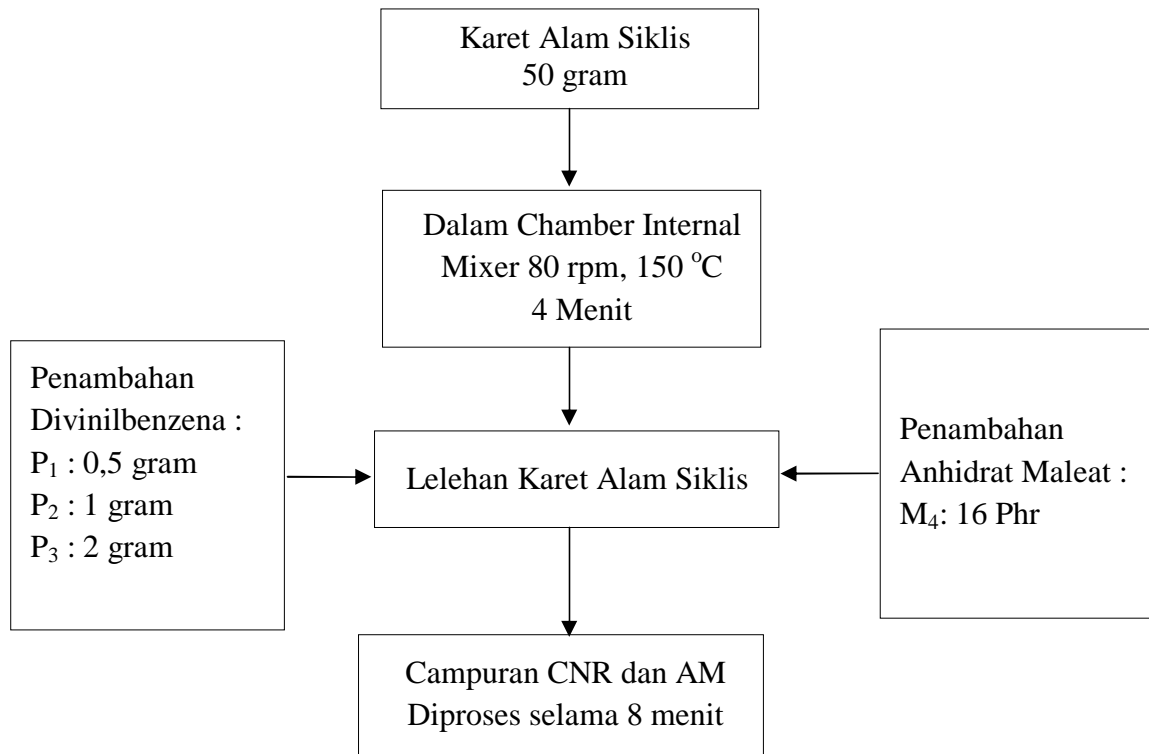 Karet Alam Siklis
50 gram
Dalam Chamber Internal
Mixer 80 rpm, 150 °C
4 Menit
Penambahan
Divinilbenzena :
P₁ : 0,5 gram
P₂ : 1 gram
P₃ : 2 gram
Lelehan Karet Alam Siklis
Penambahan
Anhidrat Maleat :
M₄: 16 Phr
Campuran CNR dan AM
Diproses selama 8 menit